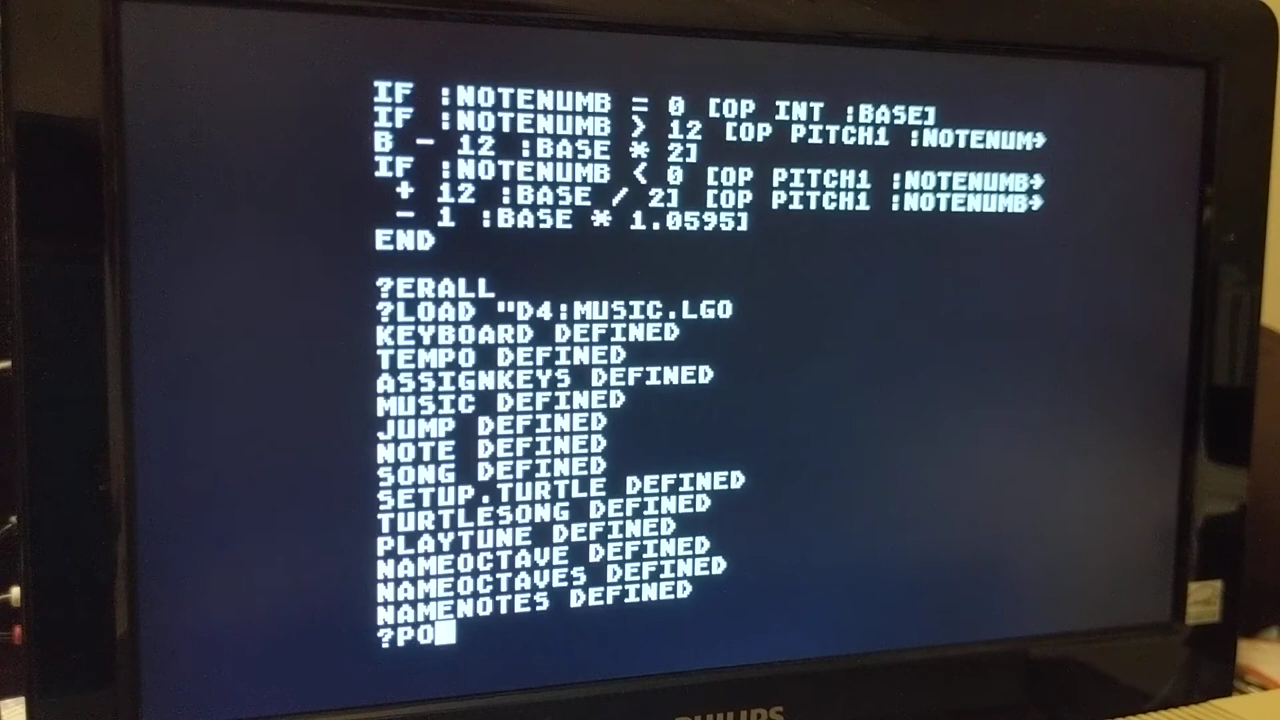 IF :NOTENUMB = 0 [OP INT :BASE]
IF :NOTENUMB > 12 [OP PITCH1 :NOTENUM→
B - 12 :BASE * 2]
IF :NOTENUMB < 0 [OP PITCH1 :NOTENUMB→
+ 12 :BASE / 2] [OP PITCH1 :NOTENUMB→
- 1 :BASE * 1.0595]
END
?ERALL
?LOAD "D4:MUSIC.LGO
KEYBOARD DEFINED
TEMPO DEFINED
ASSIGNKEYS DEFINED
MUSIC DEFINED
JUMP DEFINED
NOTE DEFINED
SONG DEFINED
SETUP.TURTLE DEFINED
TURTLESONG DEFINED
PLAYTUNE DEFINED
NAMEOCTAVE DEFINED
NAMEOCTAVES DEFINED
NAMENOTES DEFINED
?PO
PHILIPS